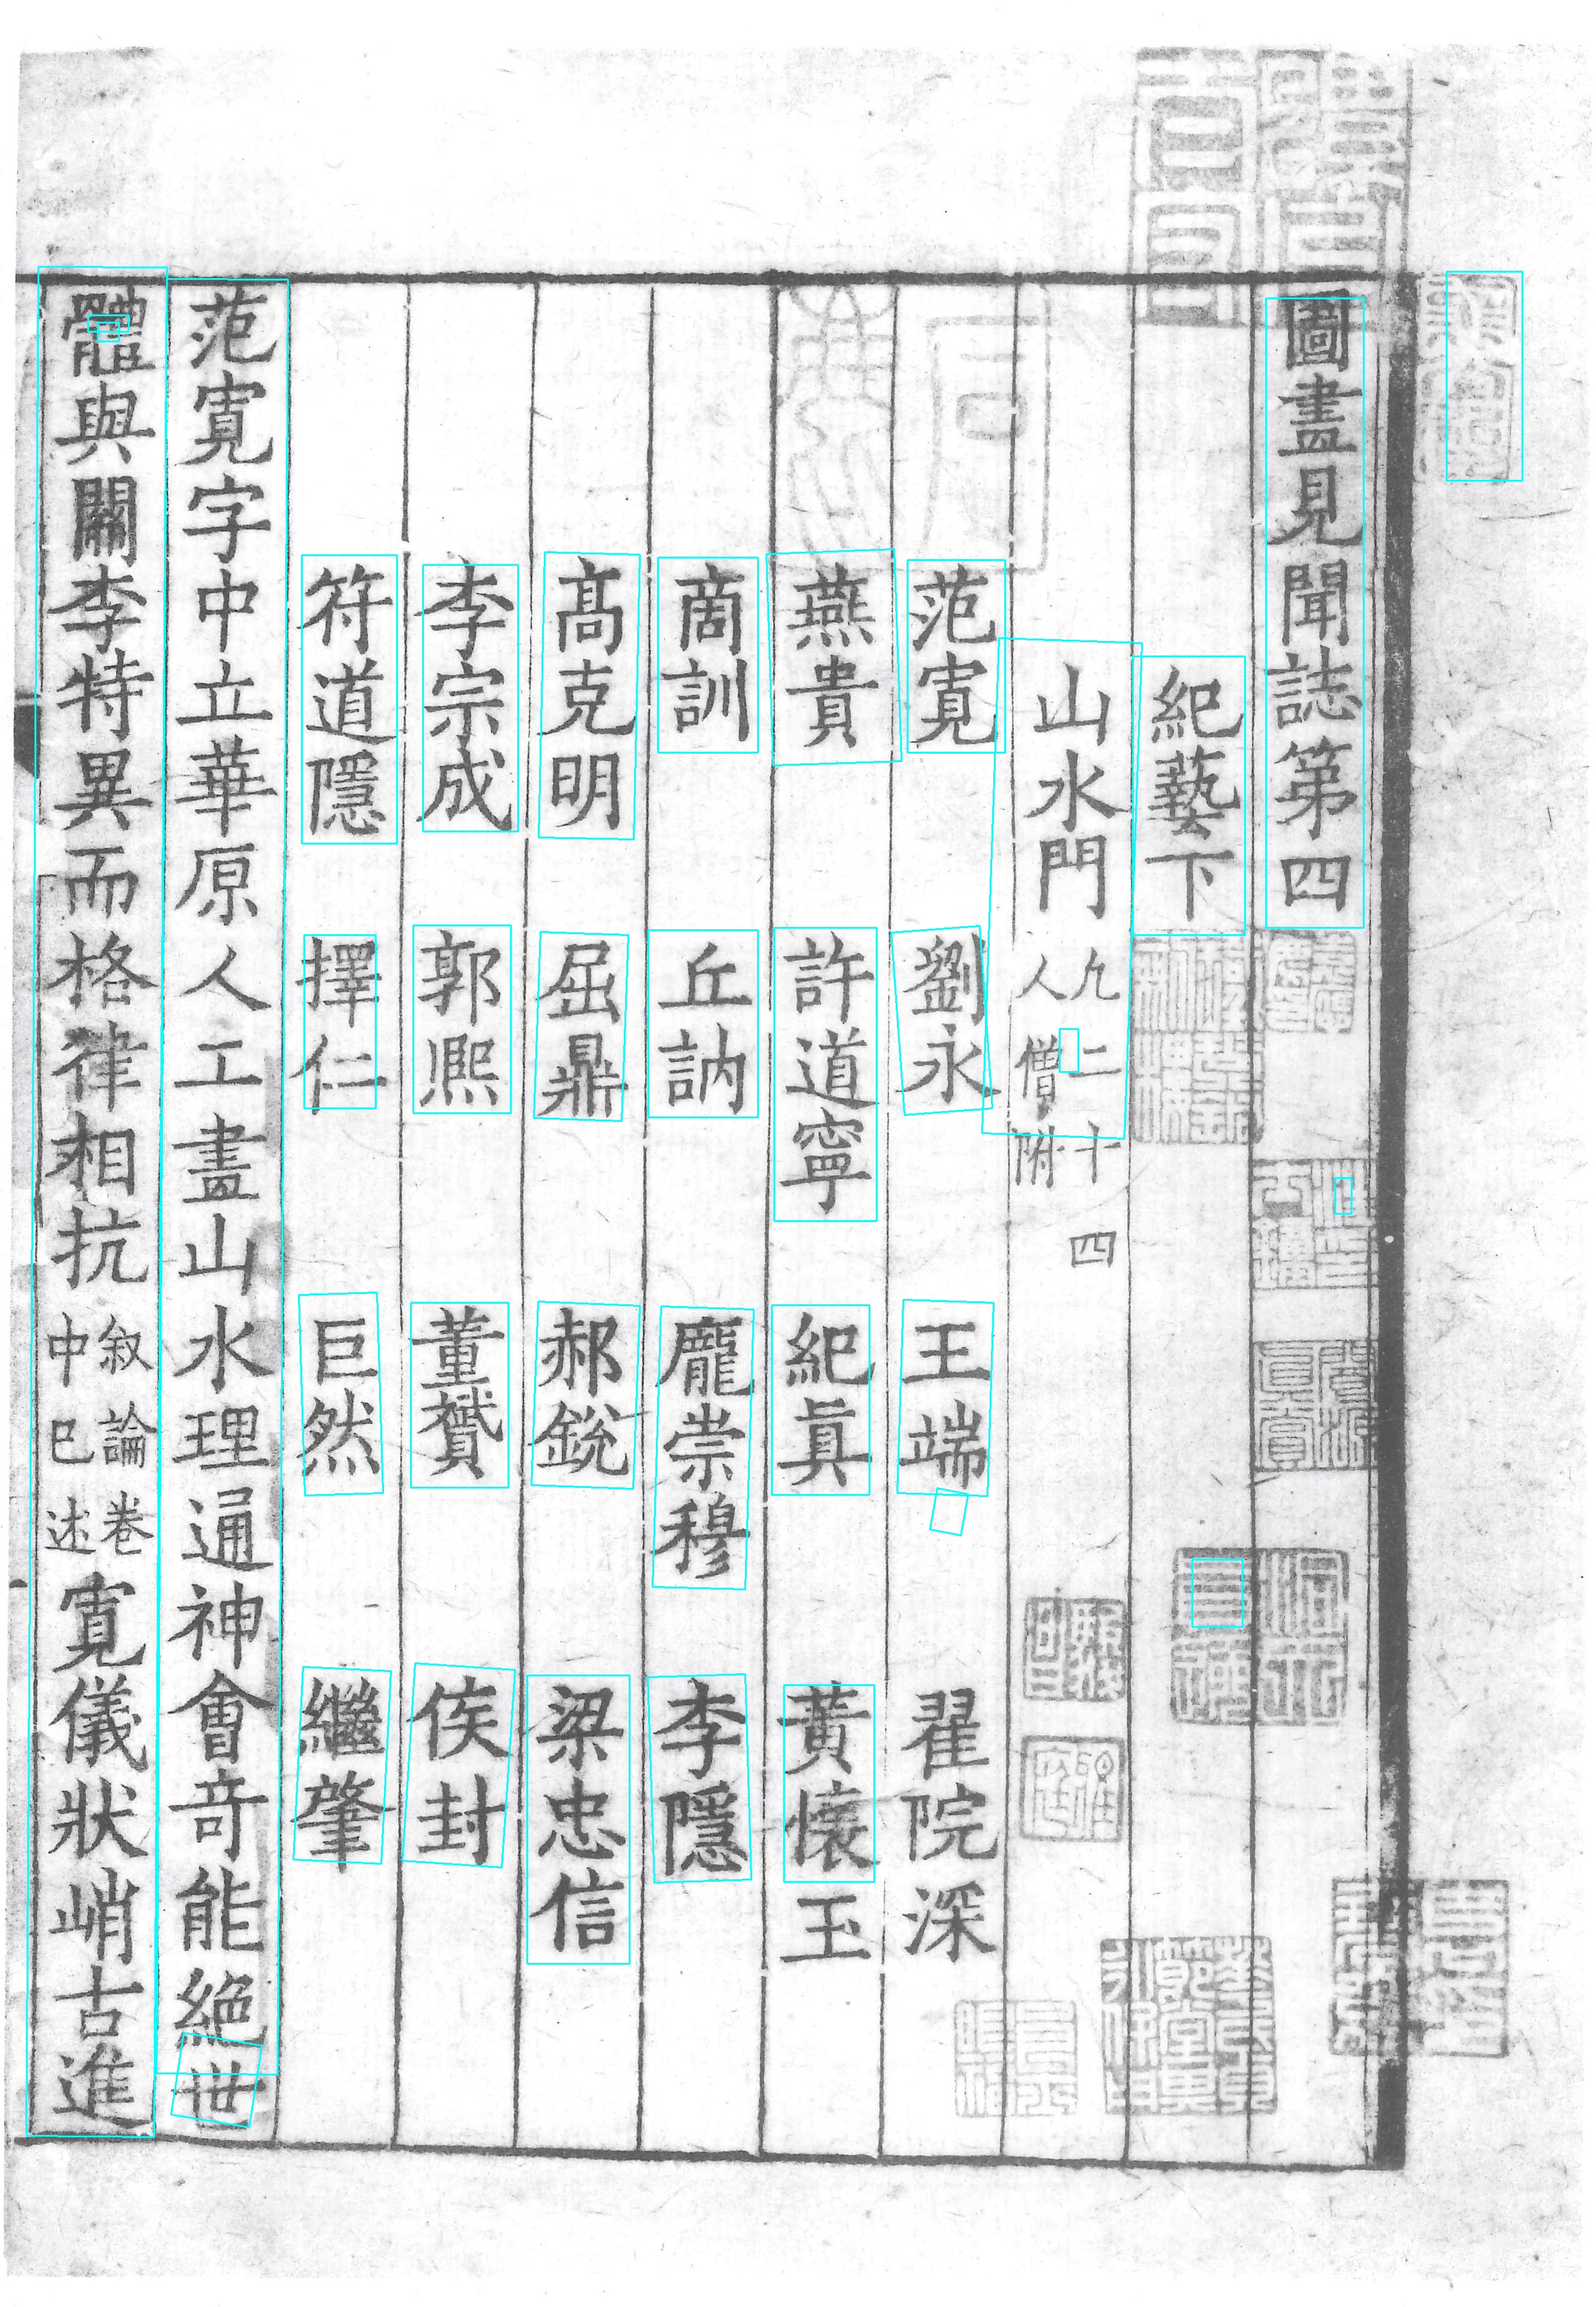 圖畫見聞誌第四
紀藝下
山水門
凡二十四
人僧附
范寬
劉永
王端
翟院深
燕貴
許道寧
紀真
黃懷玉
商訓
丘訥
龐崇穆
李隱
高克明
屈鼎
郝銳
梁忠信
李宗成
郭熙
董贇
侯封
符道隱
擇仁
巨然
繼肇
范寬字中立華原人工畫山水理通神會奇能絕世
體與關李特異而格律相抗
叙論卷
中已述
寬儀狀峭古進